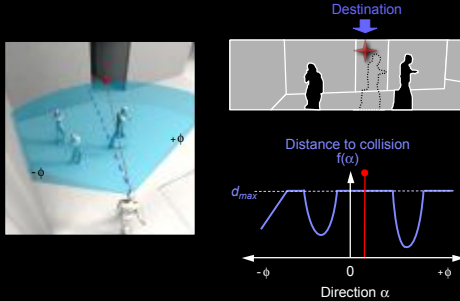 Destination
+ϕ
-ϕ
Distance to collision
f(α)
d_max
-ϕ
0
+ϕ
Direction α